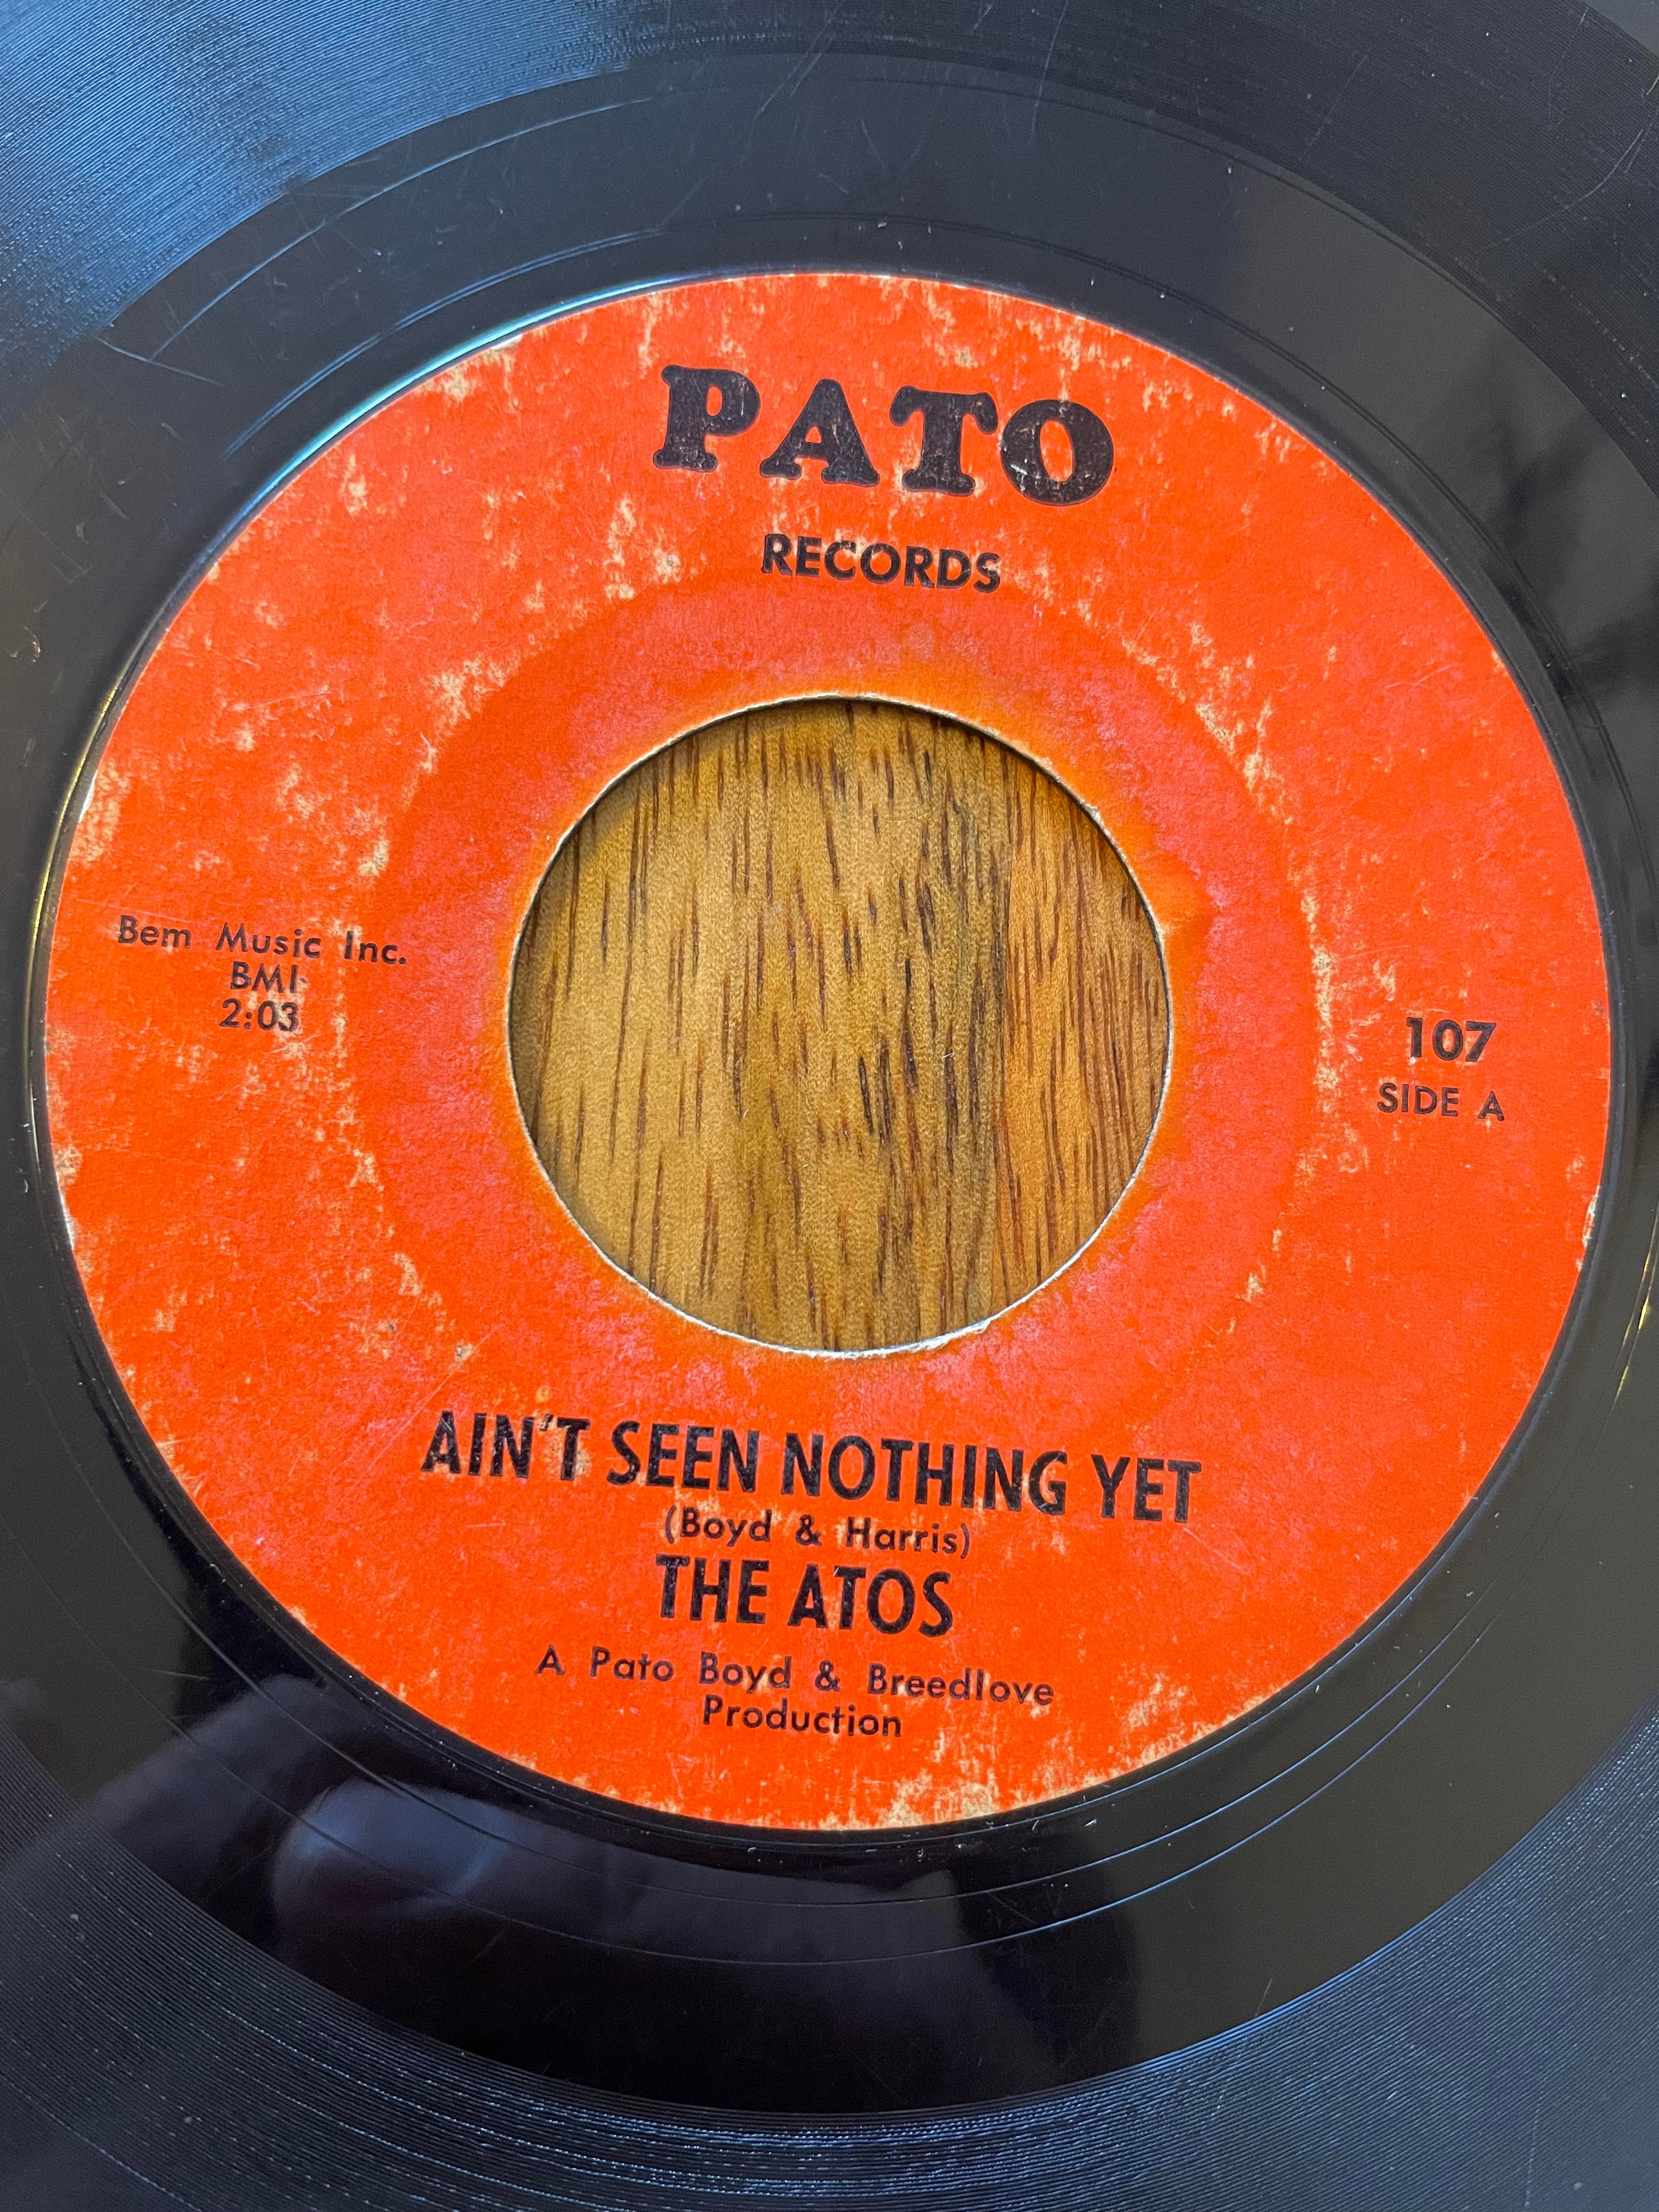 PATO
RECORDS
Bem Music Inc.
BMI
2:03
107
SIDE A
AIN'T SEEN NOTHING YET
(Boyd & Harris)
THE ATOS
A Pato Boyd & Breedlove
Production